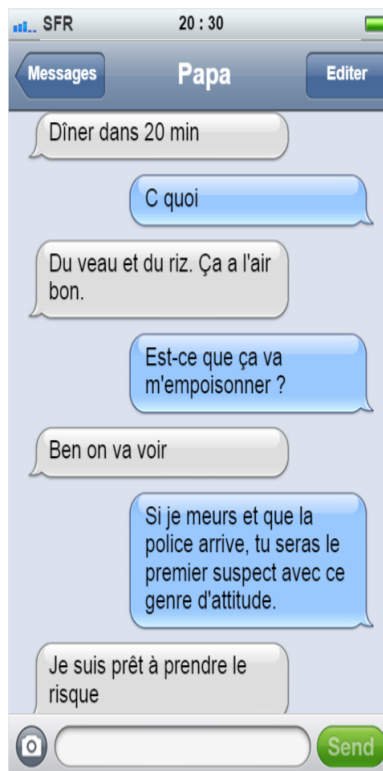 SFR 20 : 30
Messages Papa Editer
Dîner dans 20 min
C quoi
Du veau et du riz. Ça a l'air
bon.
Est-ce que ça va
m'empoisonner ?
Ben on va voir
Si je meurs et que la
police arrive, tu seras le
premier suspect avec ce
genre d'attitude.
Je suis prêt à prendre le
risque
Send